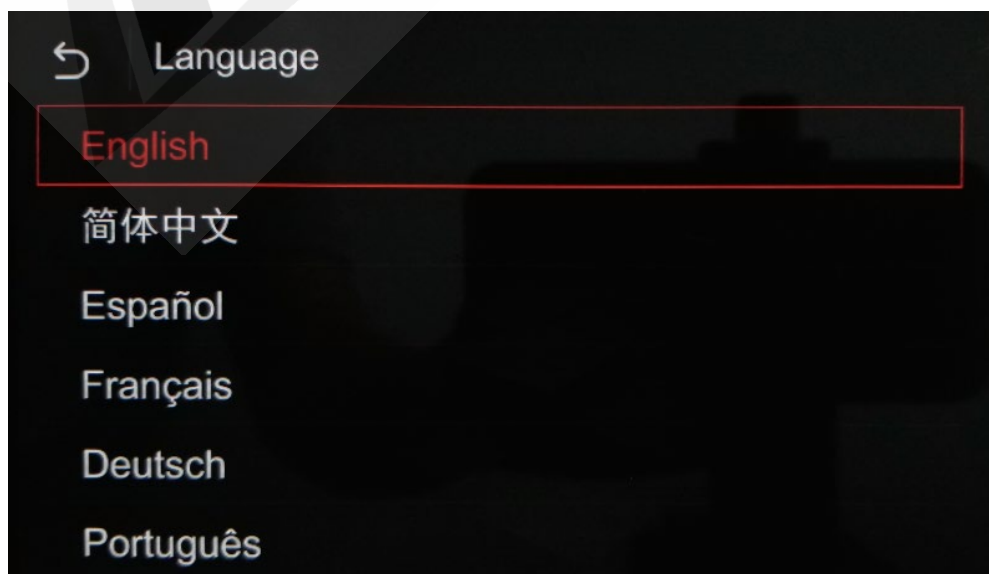 Language
English
简体中文
Español
Français
Deutsch
Português